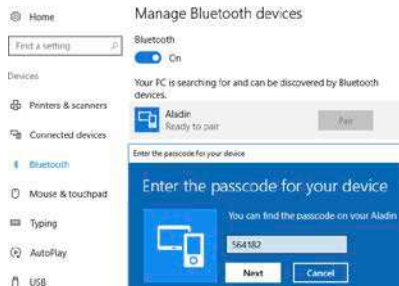 Home
Find a setting
Devices
Printers & scanners
Connected devices
Bluetooth
Mouse & touchpad
Typing
AutoPlay
USB
Manage Bluetooth devices
Bluetooth
On
Your PC is searching for and can be discovered by Bluetooth
devices.
Aladin
Ready to pair
Pair
Enter the passcode for your device
Enter the passcode for your device
You can find the passcode on your Aladin
564182
Next
Cancel